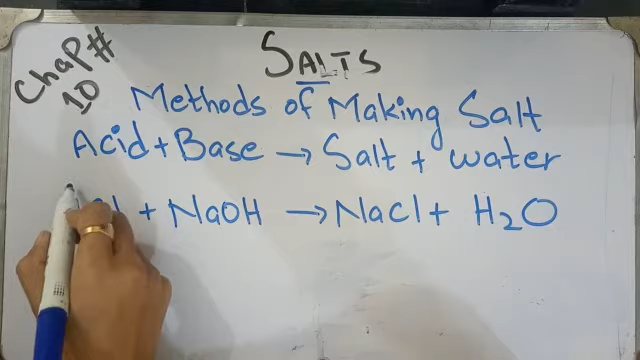 Chap# 10
SALTS
Methods of Making Salt
Acid + Base → Salt + water
+ NaOH → NaCl + H₂O